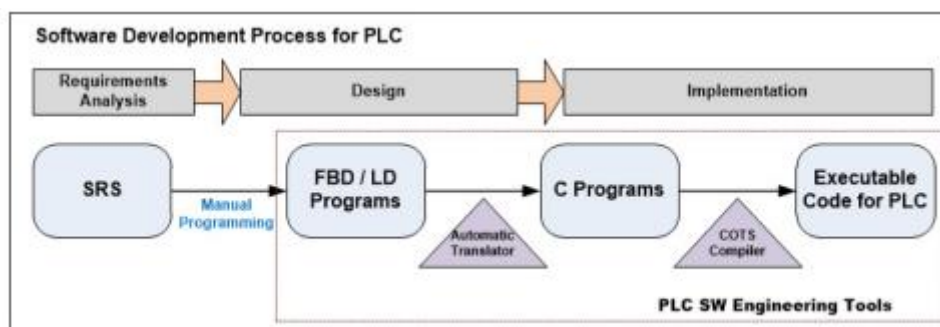 Software Development Process for PLC
Requirements
Analysis
Design
Implementation
SRS
Manual
Programming
FBD / LD
Programs
Automatic
Translator
C Programs
COTS
Compiler
Executable
Code for PLC
PLC SW Engineering Tools